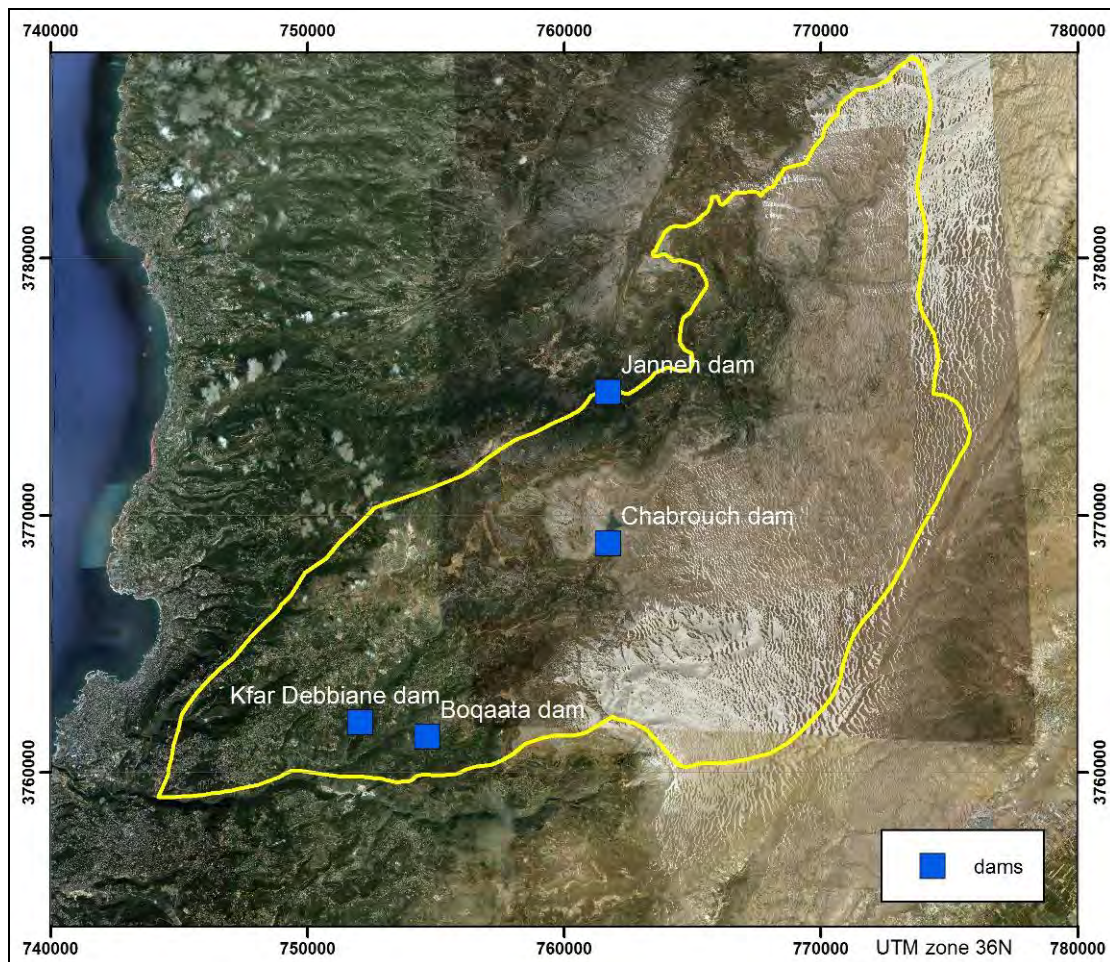 740000 750000 760000 770000 780000
3780000 3780000
Janneh dam
Chabrouch dam
3770000 3770000
Kfar Debbiane dam
Boqaata dam
3760000 3760000
dams
UTM zone 36N
740000 750000 760000 770000 780000